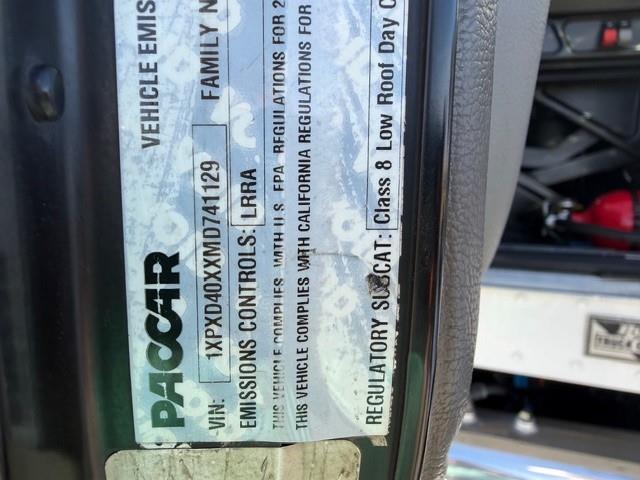 VEHICLE EMIS
PACCAR
VIN: 1XPXD40XXMD741129 FAMILY N
EMISSIONS CONTROLS: LRRA
THIS VEHICLE COMPLIES WITH U.S. EPA REGULATIONS FOR 2
THIS VEHICLE COMPLIES WITH CALIFORNIA REGULATIONS FOR
REGULATORY SUBCAT: Class 8 Low Roof Day C
TRUCK